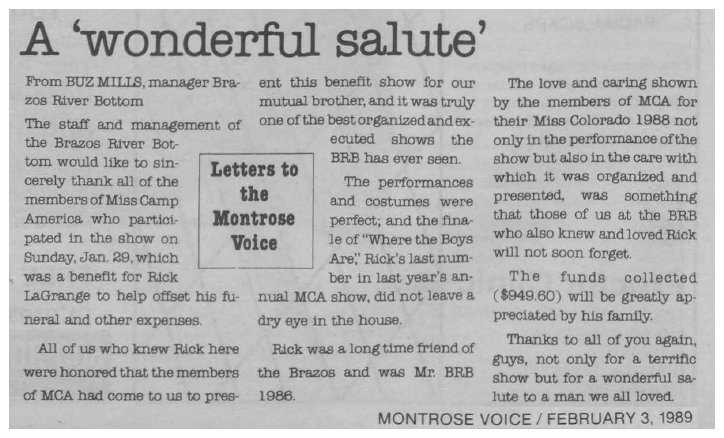 A 'wonderful salute'
From BUZ MILLS, manager Bra-
zos River Bottom
The staff and management of
the Brazos River Bot-
tom would like to sin-
cerely thank all of the
members of Miss Camp
America who partici-
pated in the show on
Sunday, Jan. 29, which
was a benefit for Rick
LaGrange to help offset his fu-
neral and other expenses.
All of us who knew Rick here
were honored that the members
of MCA had come to us to pres-
ent this benefit show for our
mutual brother, and it was truly
one of the best organized and ex-
ecuted shows the
BRB has ever seen.
The performances
and costumes were
perfect; and the fina-
le of "Where the Boys
Are," Rick's last num-
ber in last year's an-
nual MCA show, did not leave a
dry eye in the house.
Rick was a long time friend of
the Brazos and was Mr. BRB
1986.
Letters to
the
Montrose
Voice
The love and caring shown
by the members of MCA for
their Miss Colorado 1988 not
only in the performance of the
show but also in the care with
which it was organized and
presented, was something
that those of us at the BRB
who also knew and loved Rick
will not soon forget.
The funds collected
($949.60) will be greatly ap-
preciated by his family.
Thanks to all of you again,
guys, not only for a terrific
show but for a wonderful sa-
lute to a man we all loved.
MONTROSE VOICE / FEBRUARY 3, 1989